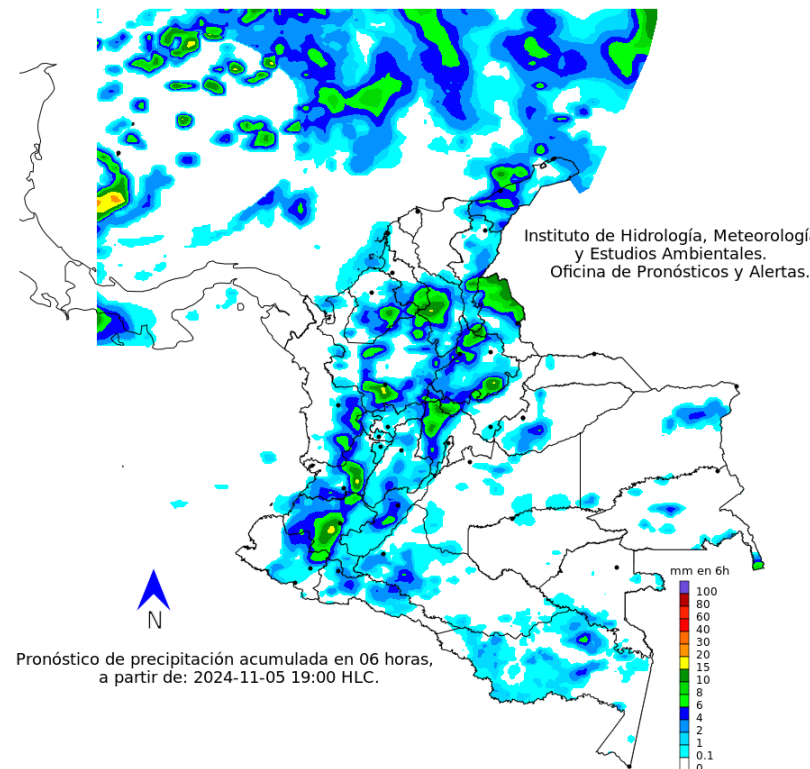 Instituto de Hidrología, Meteorología
y Estudios Ambientales.
Oficina de Pronósticos y Alertas.
mm en 6h
100
80
60
40
30
20
15
10
8
6
4
2
1
0.1
0
N
Pronóstico de precipitación acumulada en 06 horas,
a partir de: 2024-11-05 19:00 HLC.